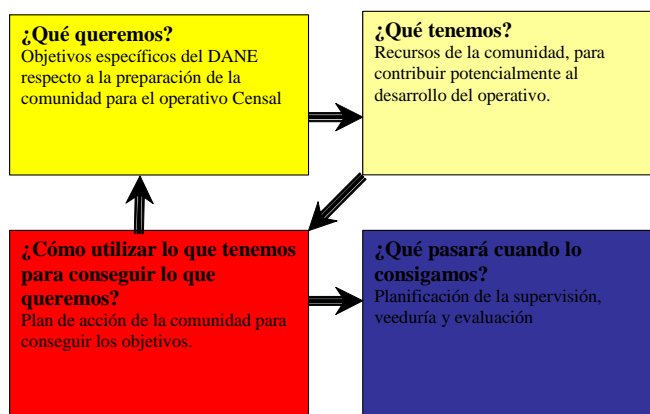 ¿Qué queremos?
Objetivos específicos del DANE
respecto a la preparación de la
comunidad para el operativo Censal
¿Qué tenemos?
Recursos de la comunidad, para
contribuir potencialmente al
desarrollo del operativo.
¿Cómo utilizar lo que tenemos
para conseguir lo que
queremos?
Plan de acción de la comunidad para
conseguir los objetivos.
¿Qué pasará cuando lo
consigamos?
Planificación de la supervisión,
veeduría y evaluación